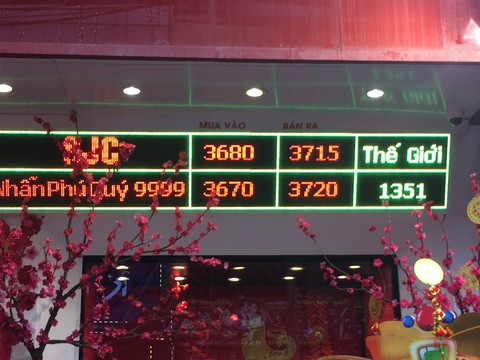 MUA VÀO BÁN RA
SJC 3680 3715 Thế Giới
Nhẫn Phú Quý 9999 3670 3720 1351